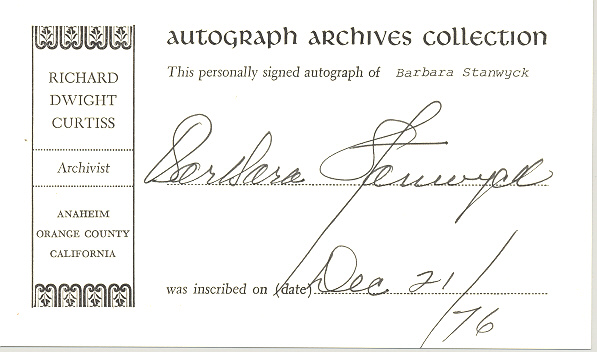 AUTOGRAPH ARCHIVES COLLECTION
This personally signed autograph of Barbara Stanwyck
RICHARD
DWIGHT
CURTISS
Archivist
ANAHEIM
ORANGE COUNTY
CALIFORNIA
Barbara Stanwyck
was inscribed on (date) Dec 21/76